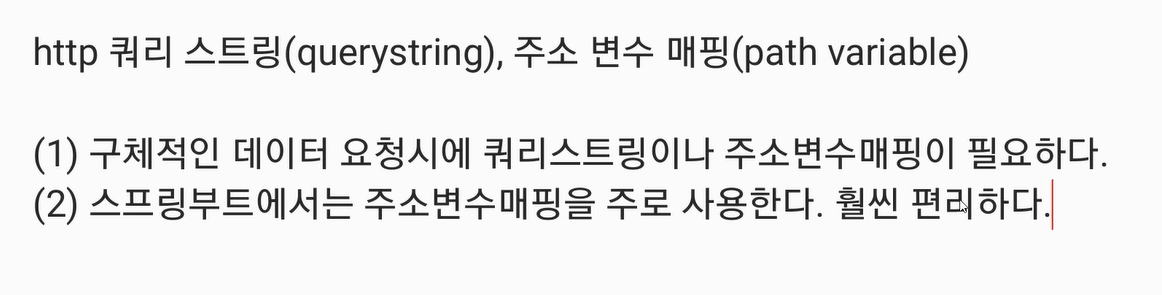 http 쿼리 스트링(querystring), 주소 변수 매핑(path variable)
(1) 구체적인 데이터 요청시에 쿼리스트링이나 주소변수매핑이 필요하다.
(2) 스프링부트에서는 주소변수매핑을 주로 사용한다. 훨씬 편리하다.